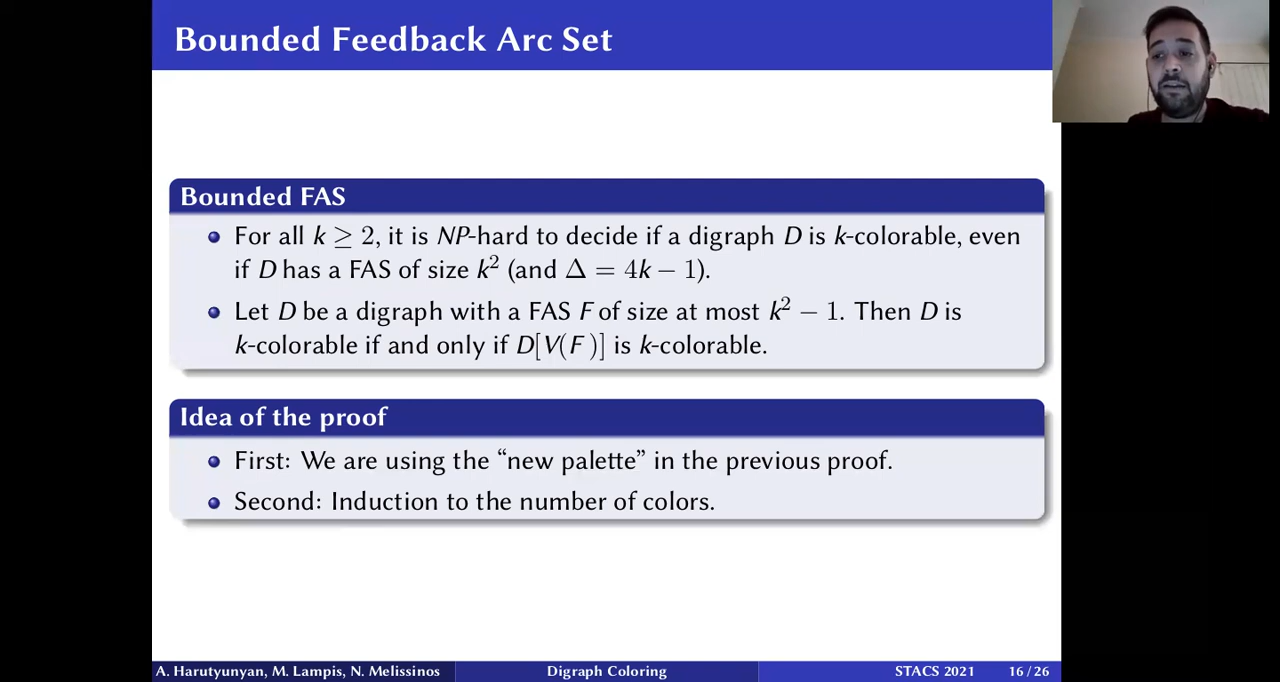 Bounded Feedback Arc Set
Bounded FAS
For all k ≥ 2, it is NP-hard to decide if a digraph D is k-colorable, even
if D has a FAS of size k² (and Δ = 4k − 1).
Let D be a digraph with a FAS F of size at most k² − 1. Then D is
k-colorable if and only if D[V(F)] is k-colorable.
Idea of the proof
First: We are using the “new palette” in the previous proof.
Second: Induction to the number of colors.
A. Harutyunyan, M. Lampis, N. Melissinos
Digraph Coloring
STACS 2021
16 / 26